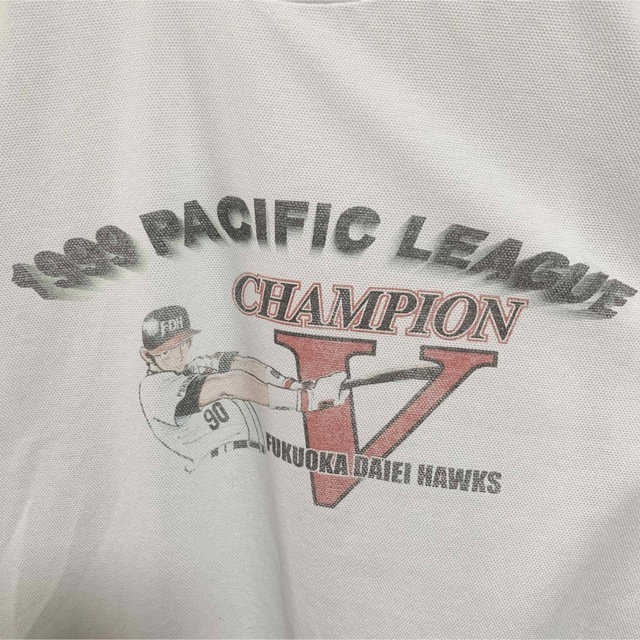 1999 PACIFIC LEAGUE
CHAMPION
V
FDH
90
FUKUOKA DAIEI HAWKS